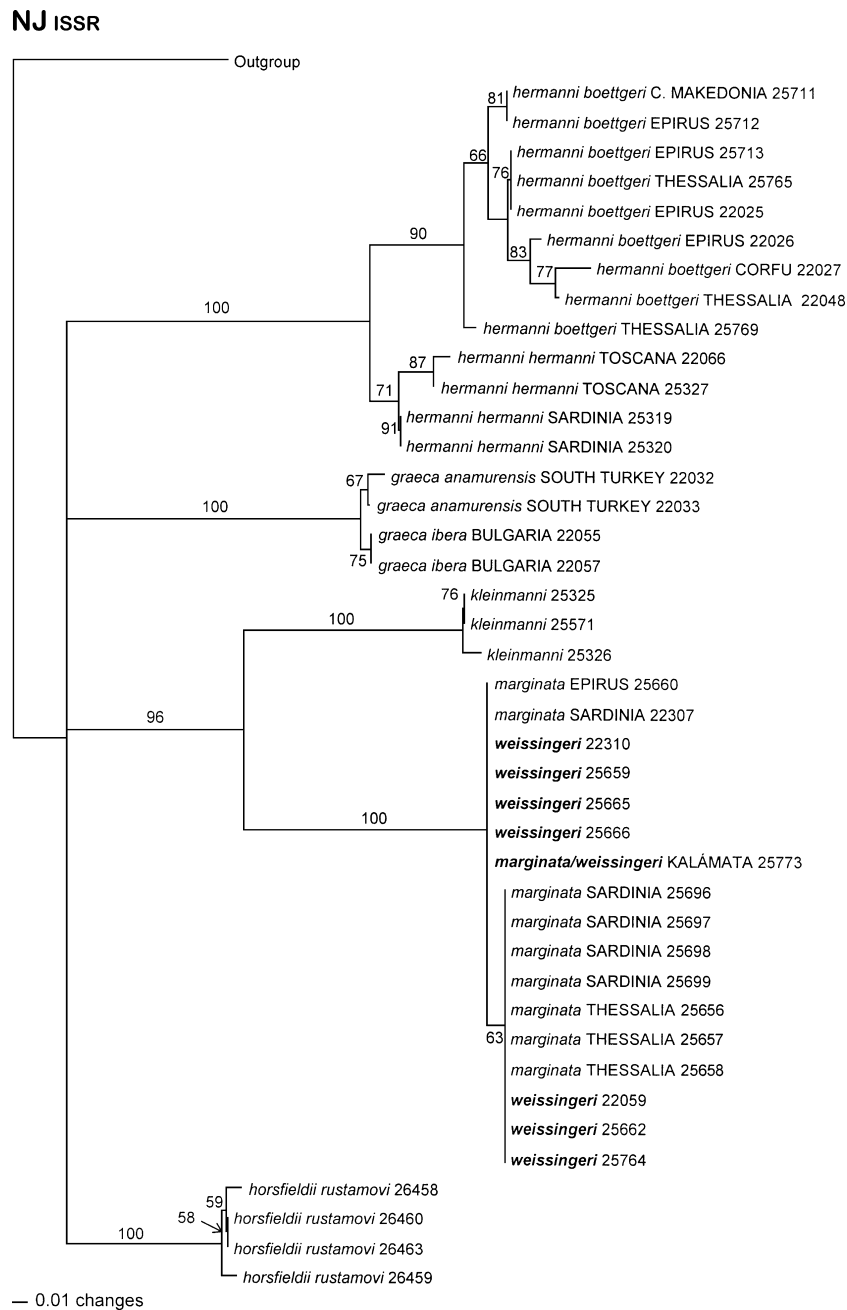 NJ ISSR
Outgroup
81 hermanni boettgeri C. MAKEDONIA 25711
hermanni boettgeri EPIRUS 25712
66
hermanni boettgeri EPIRUS 25713
76
hermanni boettgeri THESSALIA 25765
hermanni boettgeri EPIRUS 22025
90
hermanni boettgeri EPIRUS 22026
83
77 hermanni boettgeri CORFU 22027
hermanni boettgeri THESSALIA 22048
100
hermanni boettgeri THESSALIA 25769
87 hermanni hermanni TOSCANA 22066
71
hermanni hermanni TOSCANA 25327
hermanni hermanni SARDINIA 25319
91
hermanni hermanni SARDINIA 25320
67 graeca anamurensis SOUTH TURKEY 22032
100
graeca anamurensis SOUTH TURKEY 22033
graeca ibera BULGARIA 22055
75 graeca ibera BULGARIA 22057
76 kleinmanni 25325
100
kleinmanni 25571
kleinmanni 25326
marginata EPIRUS 25660
96
marginata SARDINIA 22307
weissingeri 22310
weissingeri 25659
weissingeri 25665
100
weissingeri 25666
marginata/weissingeri KALÁMATA 25773
marginata SARDINIA 25696
marginata SARDINIA 25697
marginata SARDINIA 25698
marginata SARDINIA 25699
marginata THESSALIA 25656
63 marginata THESSALIA 25657
marginata THESSALIA 25658
weissingeri 22059
weissingeri 25662
weissingeri 25764
horsfieldii rustamovi 26458
59
58 horsfieldii rustamovi 26460
100
horsfieldii rustamovi 26463
horsfieldii rustamovi 26459
0.01 changes